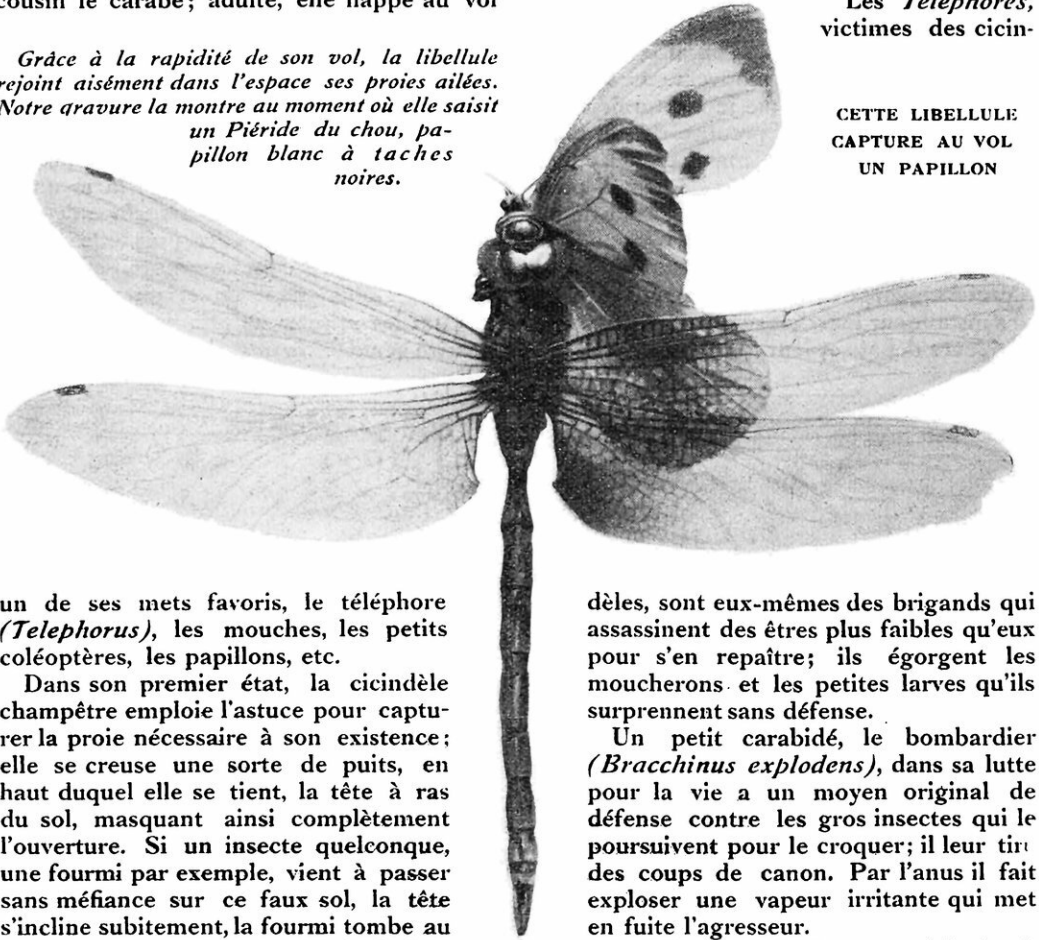 cousin le carabe; adulte, elle happe au vol
Grâce à la rapidité de son vol, la libellule
rejoint aisément dans l'espace ses proies ailées.
Notre gravure la montre au moment où elle saisit
un Piéride du chou, pa-
pillon blanc à taches
noires.
un de ses mets favoris, le téléphore
(Telephorus), les mouches, les petits
coléoptères, les papillons, etc.
Dans son premier état, la cicindèle
champêtre emploie l'astuce pour captu-
rer la proie nécessaire à son existence;
elle se creuse une sorte de puits, en
haut duquel elle se tient, la tête à ras
du sol, masquant ainsi complètement
l'ouverture. Si un insecte quelconque,
une fourmi par exemple, vient à passer
sans méfiance sur ce faux sol, la tête
s'incline subitement, la fourmi tombe au
Les Téléphores,
victimes des cicin-
CETTE LIBELLULE
CAPTURE AU VOL
UN PAPILLON
dèles, sont eux-mêmes des brigands qui
assassinent des êtres plus faibles qu'eux
pour s'en repaître; ils égorgent les
moucherons et les petites larves qu'ils
surprennent sans défense.
Un petit carabidé, le bombardier
(Bracchinus explodens), dans sa lutte
pour la vie a un moyen original de
défense contre les gros insectes qui le
poursuivent pour le croquer; il leur tire
des coups de canon. Par l'anus il fait
exploser une vapeur irritante qui met
en fuite l'agresseur.